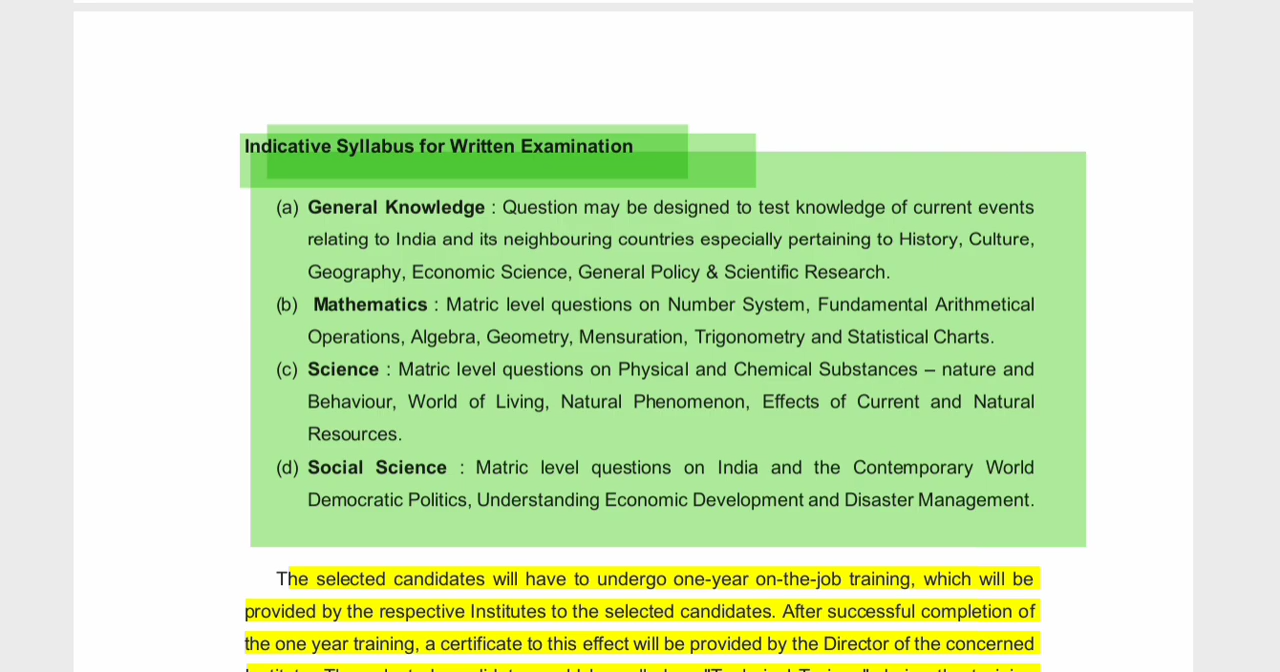 Indicative Syllabus for Written Examination
(a) General Knowledge : Question may be designed to test knowledge of current events
relating to India and its neighbouring countries especially pertaining to History, Culture,
Geography, Economic Science, General Policy & Scientific Research.
(b) Mathematics : Matric level questions on Number System, Fundamental Arithmetical
Operations, Algebra, Geometry, Mensuration, Trigonometry and Statistical Charts.
(c) Science : Matric level questions on Physical and Chemical Substances – nature and
Behaviour, World of Living, Natural Phenomenon, Effects of Current and Natural
Resources.
(d) Social Science : Matric level questions on India and the Contemporary World
Democratic Politics, Understanding Economic Development and Disaster Management.
The selected candidates will have to undergo one-year on-the-job training, which will be
provided by the respective Institutes to the selected candidates. After successful completion of
the one year training, a certificate to this effect will be provided by the Director of the concerned